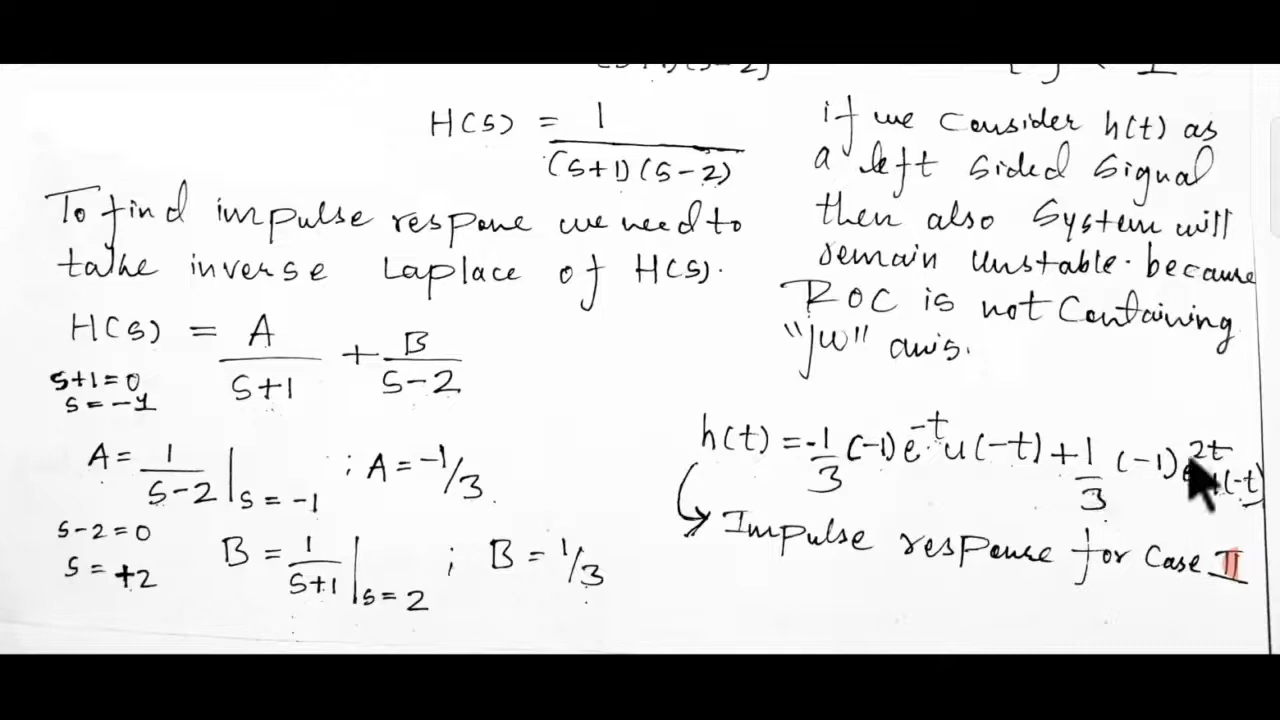 H(s) = 1
(s+1)(s-2)
To find impulse respone we need to
take inverse Laplace of H(s).
H(s) = A/s+1 + B/s-2
s+1=0
s=-1
A = 1/s-2 |s=-1 ; A = -1/3
s-2=0
s=+2
B = 1/s+1 |s=2 ; B = 1/3
if we consider h(t) as
a left sided signal
then also system will
remain unstable. because
ROC is not containing
"jw" axis.
h(t) = -1/3 (-1) e^-t u(-t) + 1/3 (-1) 2t (-t)
Impulse response for case II